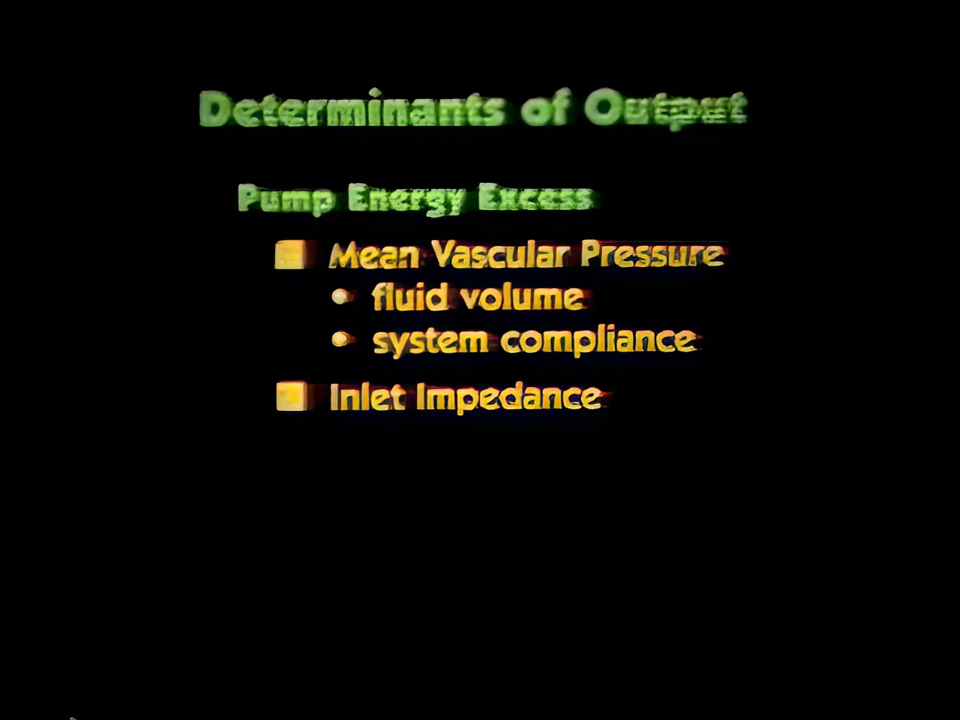 Determinants of Output
Pump Energy Excess
Mean Vascular Pressure
fluid volume
system compliance
Inlet Impedance